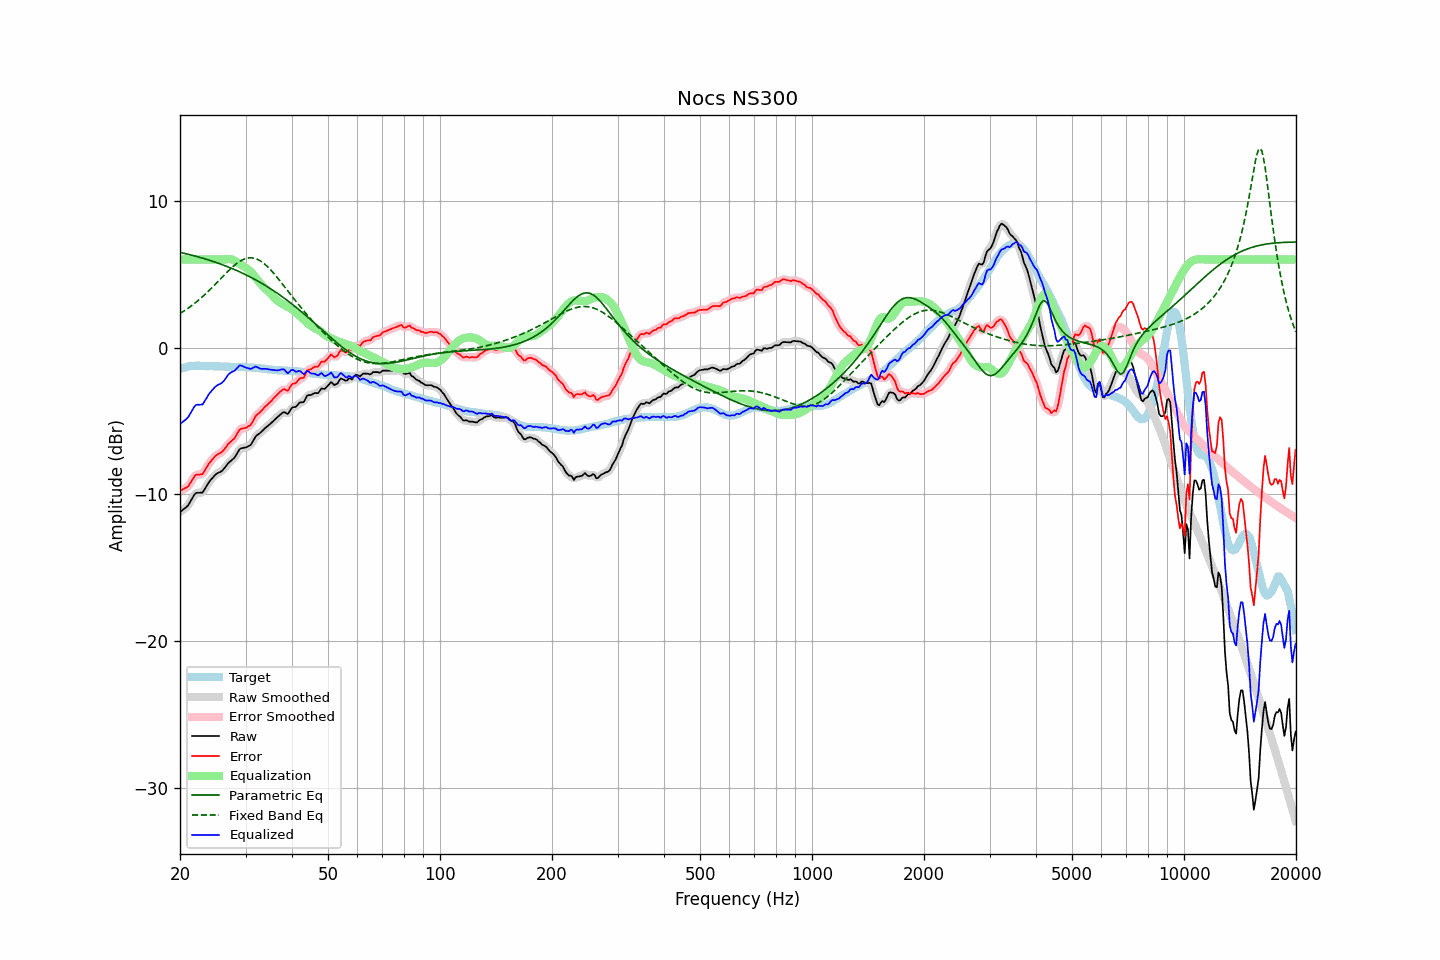 Nocs NS300
Amplitude (dBr)
10
0
−10
−20
−30
Target
Raw Smoothed
Error Smoothed
Raw
Error
Equalization
Parametric Eq
Fixed Band Eq
Equalized
20 50 100 200 500 1000 2000 5000 10000 20000
Frequency (Hz)